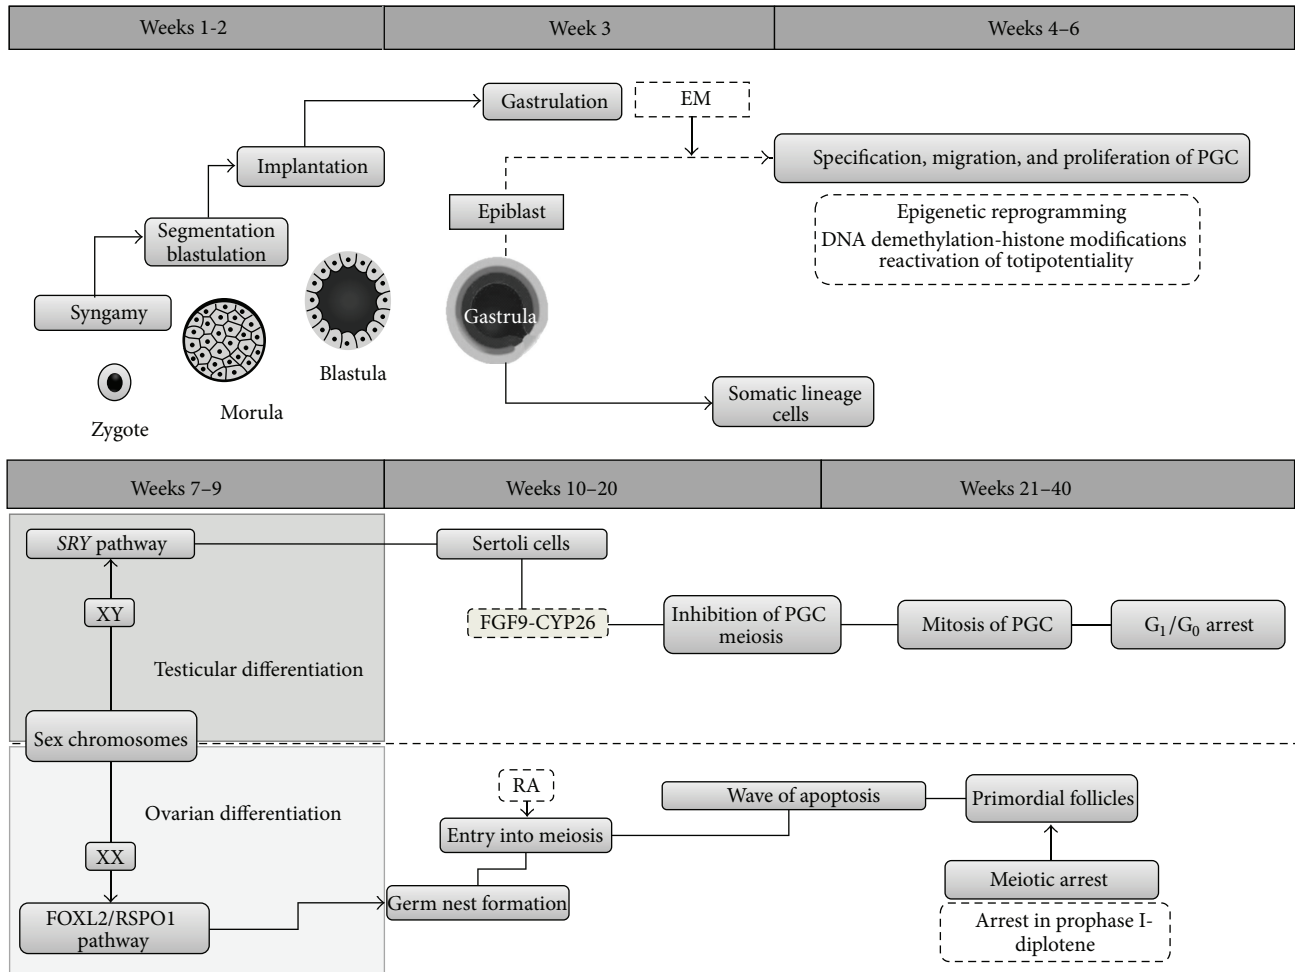 Weeks 1-2
Week 3
Weeks 4–6
Gastrulation
EM
Implantation
Specification, migration, and proliferation of PGC
Epiblast
Epigenetic reprogramming
DNA demethylation-histone modifications
reactivation of totipotentiality
Segmentation
blastulation
Syngamy
Gastrula
Blastula
Somatic lineage
cells
Morula
Zygote
Weeks 7–9
Weeks 10–20
Weeks 21–40
SRY pathway
Sertoli cells
XY
FGF9-CYP26
Inhibition of PGC
meiosis
Mitosis of PGC
G₁/G₀ arrest
Testicular differentiation
Sex chromosomes
RA
Wave of apoptosis
Primordial follicles
Ovarian differentiation
Entry into meiosis
XX
Meiotic arrest
Germ nest formation
FOXL2/RSPO1
pathway
Arrest in prophase I-
diplotene